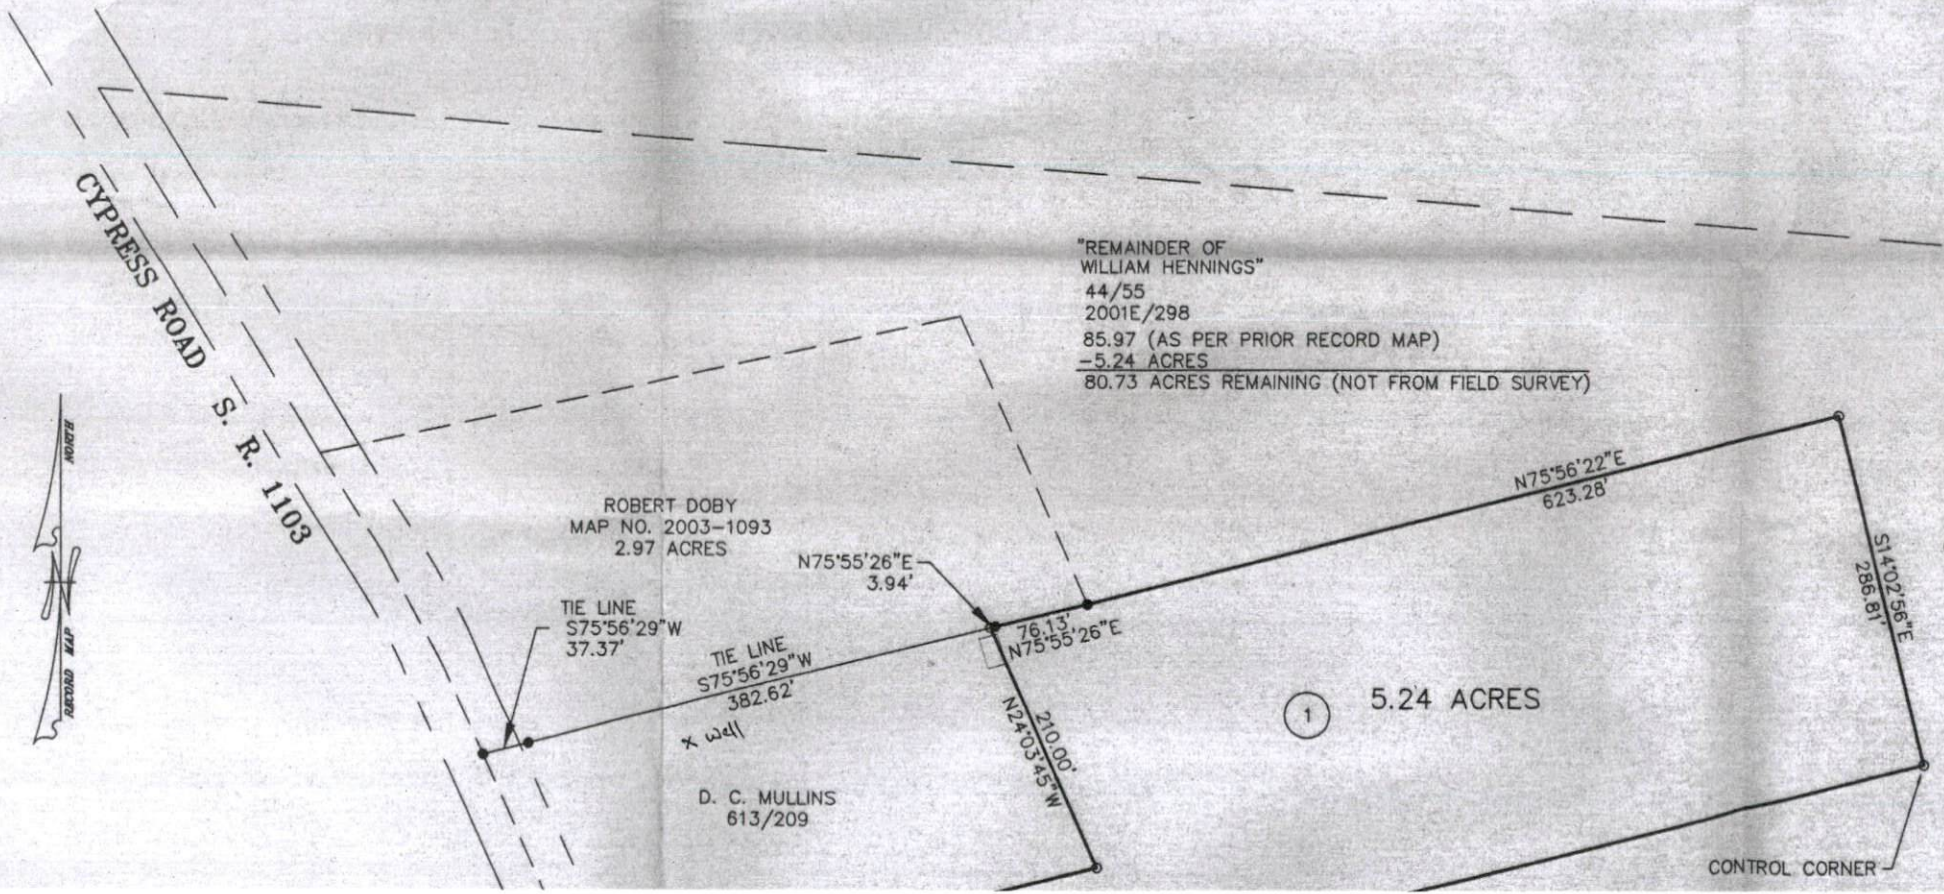 "REMAINDER OF
WILLIAM HENNINGS"
44/55
2001E/298
85.97 (AS PER PRIOR RECORD MAP)
-5.24 ACRES
80.73 ACRES REMAINING (NOT FROM FIELD SURVEY)
CYPRESS ROAD S. R. 1103
NORTH
RECORD MAP
ROBERT DOBY
MAP NO. 2003-1093
2.97 ACRES
N75°56'22"E
623.28'
S14°02'56"E
286.81'
N75°55'26"E
3.94'
TIE LINE
S75°56'29"W
37.37'
76.13'
N75°55'26"E
TIE LINE
S75°56'29"W
382.62'
x well
210.00'
N24°03'45"W
1
5.24 ACRES
D. C. MULLINS
613/209
CONTROL CORNER